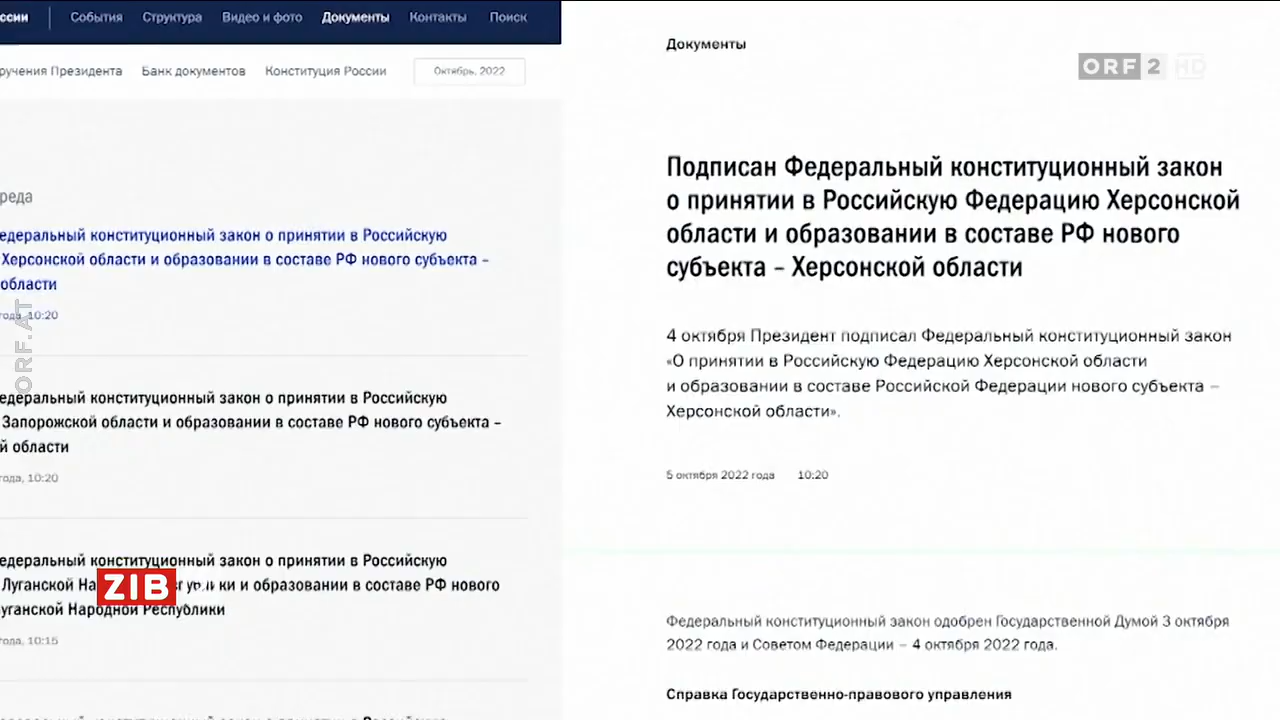 ссии
События
Структура
Видео и фото
Документы
Контакты
Поиск
ручения Президента
Банк документов
Конституция России
Октябрь, 2022
реда
едеральный конституционный закон о принятии в Российскую
Херсонской области и образовании в составе РФ нового субъекта –
области
года, 10:20
едеральный конституционный закон о принятии в Российскую
Запорожской области и образовании в составе РФ нового субъекта –
й области
года, 10:20
едеральный конституционный закон о принятии в Российскую
Луганской На ки и образовании в составе РФ нового
уганской Народной Республики
года, 10:15
ORF.AT
ZIB
Документы
ORF 2 HD
Подписан Федеральный конституционный закон
о принятии в Российскую Федерацию Херсонской
области и образовании в составе РФ нового
субъекта – Херсонской области
4 октября Президент подписал Федеральный конституционный закон
«О принятии в Российскую Федерацию Херсонской области
и образовании в составе Российской Федерации нового субъекта –
Херсонской области».
5 октября 2022 года 10:20
Федеральный конституционный закон одобрен Государственной Думой 3 октября
2022 года и Советом Федерации – 4 октября 2022 года.
Справка Государственно-правового управления